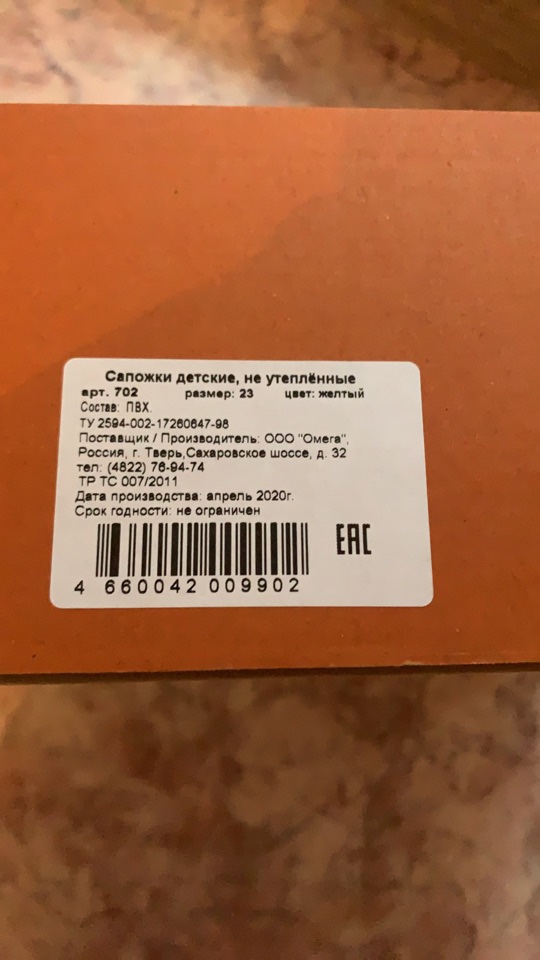 Сапожки детские, не утеплённые
арт. 702 размер: 23 цвет: желтый
Состав: ПВХ.
ТУ 2594-002-17260647-98
Поставщик / Производитель: ООО "Омега",
Россия, г. Тверь,Сахаровское шоссе, д. 32
тел: (4822) 76-94-74
ТР ТС 007/2011
Дата производства: апрель 2020г.
Срок годности: не ограничен
EAC
4 660042 009902